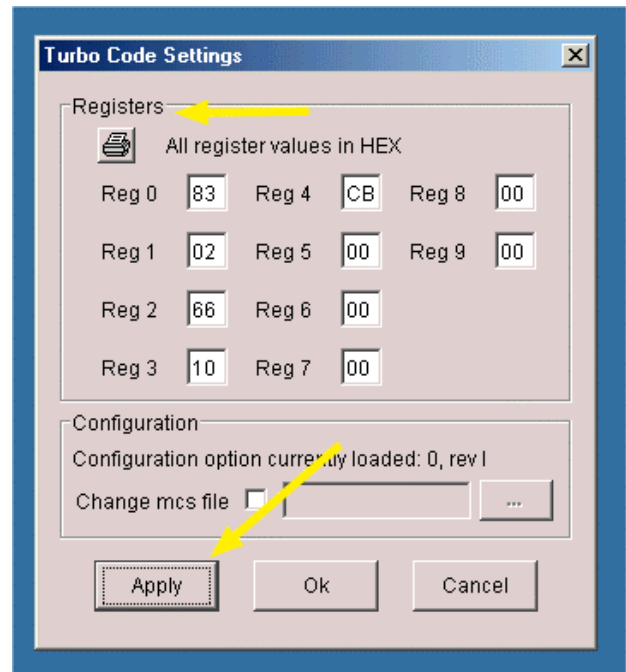 Turbo Code Settings
Registers
All register values in HEX
Reg 0 83 Reg 4 CB Reg 8 00
Reg 1 02 Reg 5 00 Reg 9 00
Reg 2 66 Reg 6 00
Reg 3 10 Reg 7 00
Configuration
Configuration option currently loaded: 0, rev I
Change mcs file ...
Apply Ok Cancel